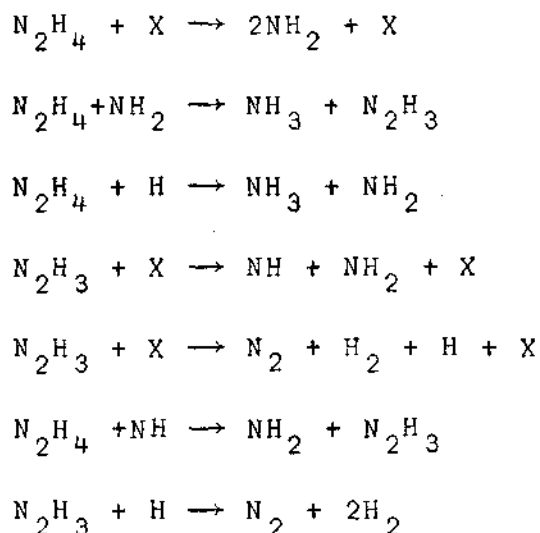 N₂H₄ + X ⟶ 2NH₂ + X
N₂H₄+NH₂ ⟶ NH₃ + N₂H₃
N₂H₄ + H ⟶ NH₃ + NH₂
N₂H₃ + X ⟶ NH + NH₂ + X
N₂H₃ + X ⟶ N₂ + H₂ + H + X
N₂H₄ +NH ⟶ NH₂ + N₂H₃
N₂H₃ + H ⟶ N₂ + 2H₂